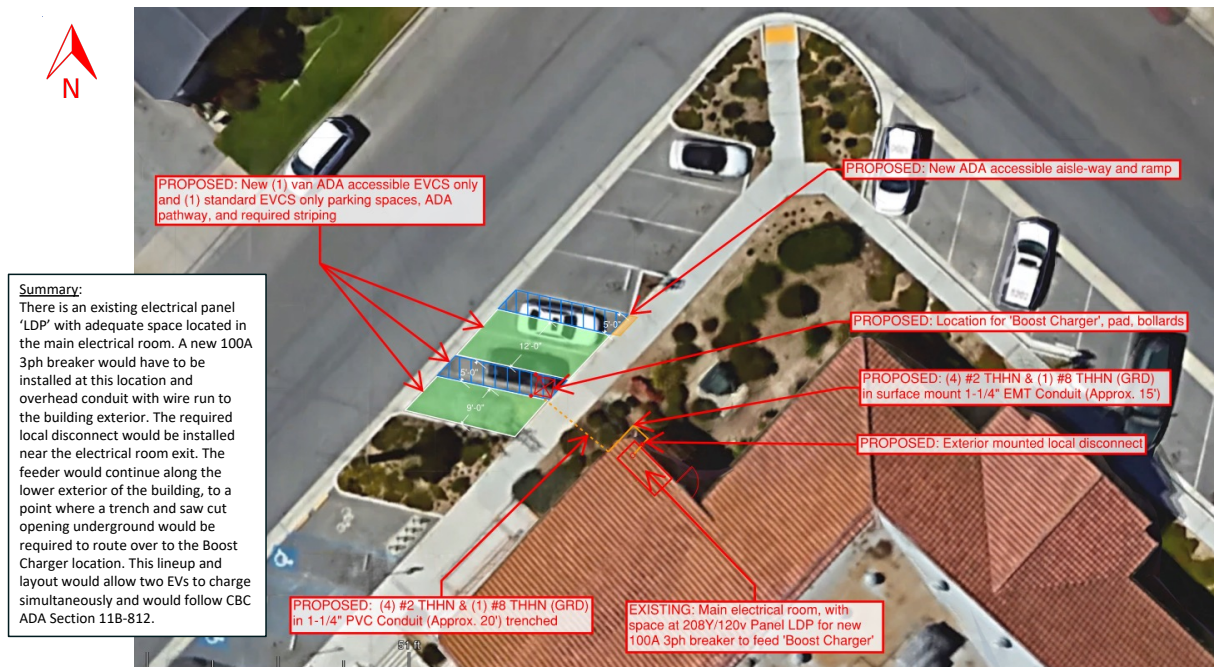 N
PROPOSED: New (1) van ADA accessible EVCS only
and (1) standard EVCS only parking spaces, ADA
pathway, and required striping
PROPOSED: New ADA accessible aisle-way and ramp
Summary:
There is an existing electrical panel
‘LDP’ with adequate space located in
the main electrical room. A new 100A
3ph breaker would have to be
installed at this location and
overhead conduit with wire run to
the building exterior. The required
local disconnect would be installed
near the electrical room exit. The
feeder would continue along the
lower exterior of the building, to a
point where a trench and saw cut
opening underground would be
required to route over to the Boost
Charger location. This lineup and
layout would allow two EVs to charge
simultaneously and would follow CBC
ADA Section 11B-812.
5'-0"
12'-0"
5'-0"
9'-0"
PROPOSED: Location for 'Boost Charger', pad, bollards
PROPOSED: (4) #2 THHN & (1) #8 THHN (GRD)
in surface mount 1-1/4" EMT Conduit (Approx. 15')
PROPOSED: Exterior mounted local disconnect
PROPOSED: (4) #2 THHN & (1) #8 THHN (GRD)
in 1-1/4" PVC Conduit (Approx. 20') trenched
EXISTING: Main electrical room, with
space at 208Y/120v Panel LDP for new
100A 3ph breaker to feed 'Boost Charger'